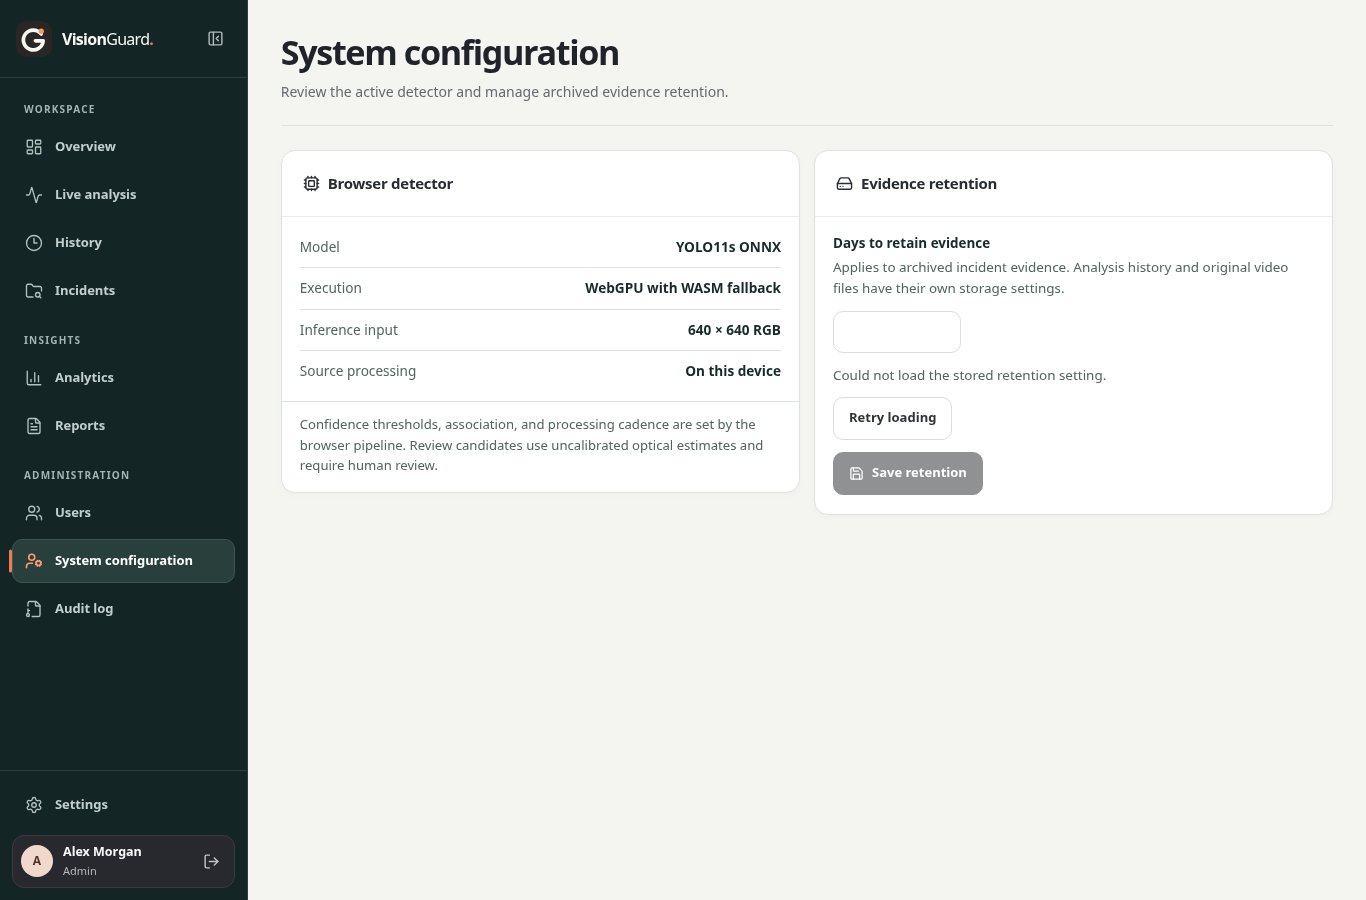 VisionGuard.
WORKSPACE
Overview
Live analysis
History
Incidents
INSIGHTS
Analytics
Reports
ADMINISTRATION
Users
System configuration
Audit log
Settings
A
Alex Morgan
Admin
System configuration
Review the active detector and manage archived evidence retention.
Browser detector
Model YOLO11s ONNX
Execution WebGPU with WASM fallback
Inference input 640 × 640 RGB
Source processing On this device
Confidence thresholds, association, and processing cadence are set by the
browser pipeline. Review candidates use uncalibrated optical estimates and
require human review.
Evidence retention
Days to retain evidence
Applies to archived incident evidence. Analysis history and original video
files have their own storage settings.
Could not load the stored retention setting.
Retry loading
Save retention